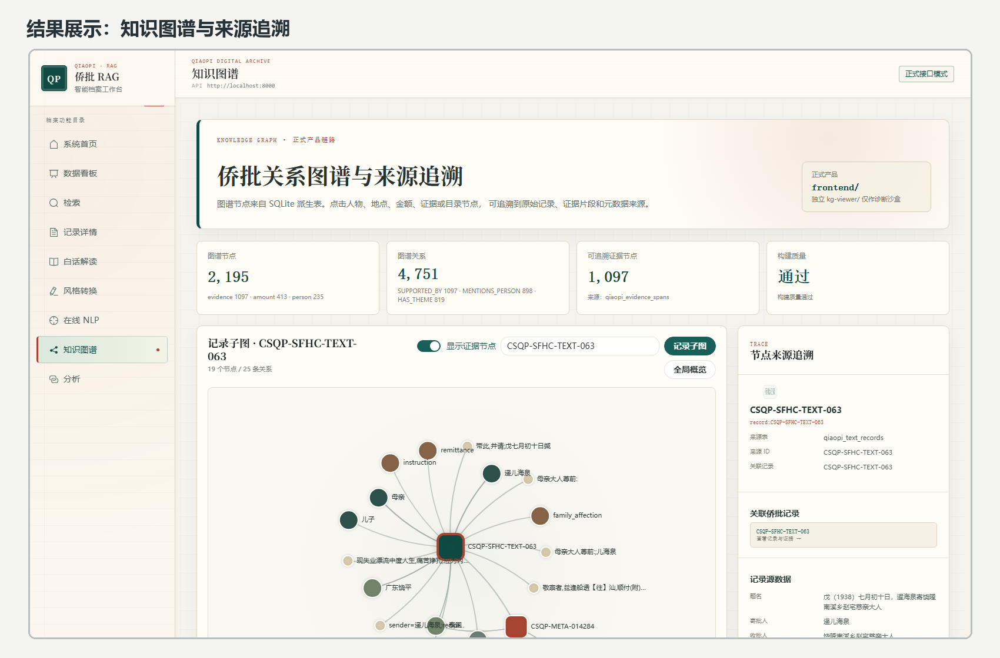 结果展示：知识图谱与来源追溯
QP
QIAOPI · RAG
侨批 RAG
智能档案工作台
QIAOPI DIGITAL ARCHIVE
知识图谱
API http://localhost:8000
正式接口模式
档案功能目录
系统首页
数据看板
检索
记录详情
白话解读
风格转换
在线 NLP
知识图谱
分析
KNOWLEDGE GRAPH • 正式产品链路
侨批关系图谱与来源追溯
图谱节点来自 SQLite 派生表。点击人物、地点、金额、证据或目录节点， 可追溯到原始记录、证据片段和元数据来源。
正式产品
frontend/
独立 kg-viewer/ 仅作诊断沙盒
图谱节点
2,195
evidence 1097 · amount 413 · person 235
图谱关系
4,751
SUPPORTED_BY 1097 · MENTIONS_PERSON 898 ·
HAS_THEME 819
可追溯证据节点
1,097
来源：qiaopi_evidence_spans
构建质量
通过
构建质量通过
记录子图 · CSQP-SFHC-TEXT-
063
19 个节点 / 25 条关系
显示证据节点
CSQP-SFHC-TEXT-063
记录子图
全局概览
带此,并请;戊七月初十日缄
remittance
instruction
暹儿海泉
母亲大人尊前:
母亲
family_affection
儿子
CSQP-SFHC-TEXT-063
母亲大人尊前:;儿海泉
现失业漂流中度人生,痛苦挣扎,
广东饶平
敬禀者,兹逢船透【往】汕,顺付(附)...
sender=暹儿海泉
泰国
CSQP-META-014284
TRACE
节点来源追溯
CSQP-SFHC-TEXT-063
record:CSQP-SFHC-TEXT-063
来源表 qiaopi_text_records
来源 ID CSQP-SFHC-TEXT-063
关联记录 CSQP-SFHC-TEXT-063
关联侨批记录
CSQP-SFHC-TEXT-063
查看记录与证据 →
记录源数据
题名 戊（1938）七月初十日，暹海泉寄饶隆
南溪乡赵宅慈亲大人
寄批人 暹儿海泉
收批人 饶隆南溪乡赵宅慈亲大人